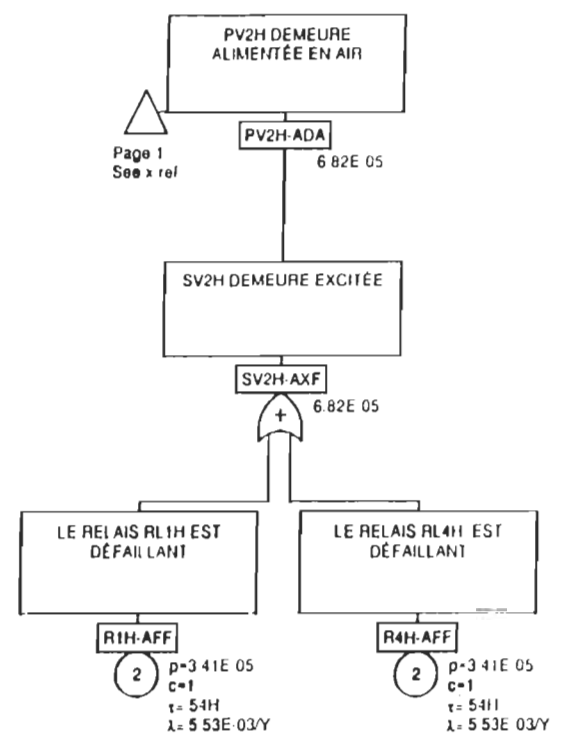 PV2H DEMEURE
ALIMENTÉE EN AIR
PV2H-ADA
Page 1
See x ref
6.82E 05
SV2H DEMEURE EXCITÉE
SV2H-AXF
6.82E 05
+
LE RELAIS RL1H EST
DÉFAILLANT
LE RELAIS RL4H EST
DÉFAILLANT
R1H-AFF
R4H-AFF
2
p=3.41E 05
c=1
τ= 54H
λ= 5.53E-03/Y
2
p=3.41E 05
c=1
τ= 54H
λ= 5.53E 03/Y